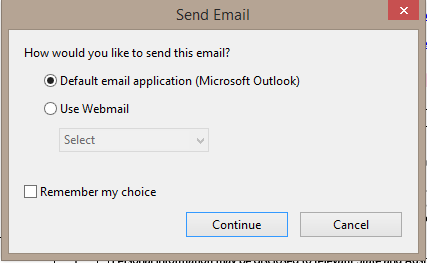 Send Email
How would you like to send this email?
Default email application (Microsoft Outlook)
Use Webmail
Select
Remember my choice
Continue
Cancel